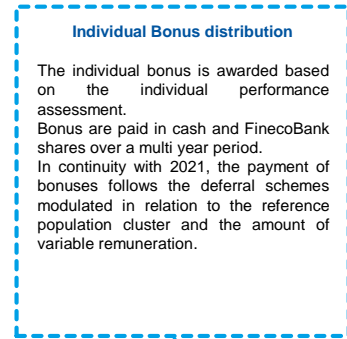 Individual Bonus distribution
The individual bonus is awarded based
on the individual performance
assessment.
Bonus are paid in cash and FinecoBank
shares over a multi year period.
In continuity with 2021, the payment of
bonuses follows the deferral schemes
modulated in relation to the reference
population cluster and the amount of
variable remuneration.